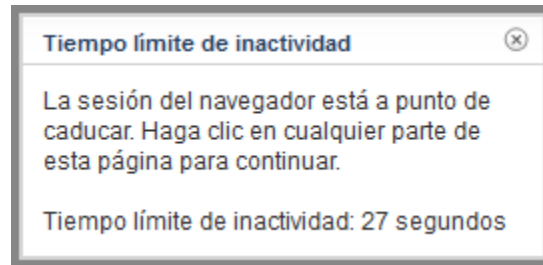 Tiempo límite de inactividad
La sesión del navegador está a punto de
caducar. Haga clic en cualquier parte de
esta página para continuar.
Tiempo límite de inactividad: 27 segundos